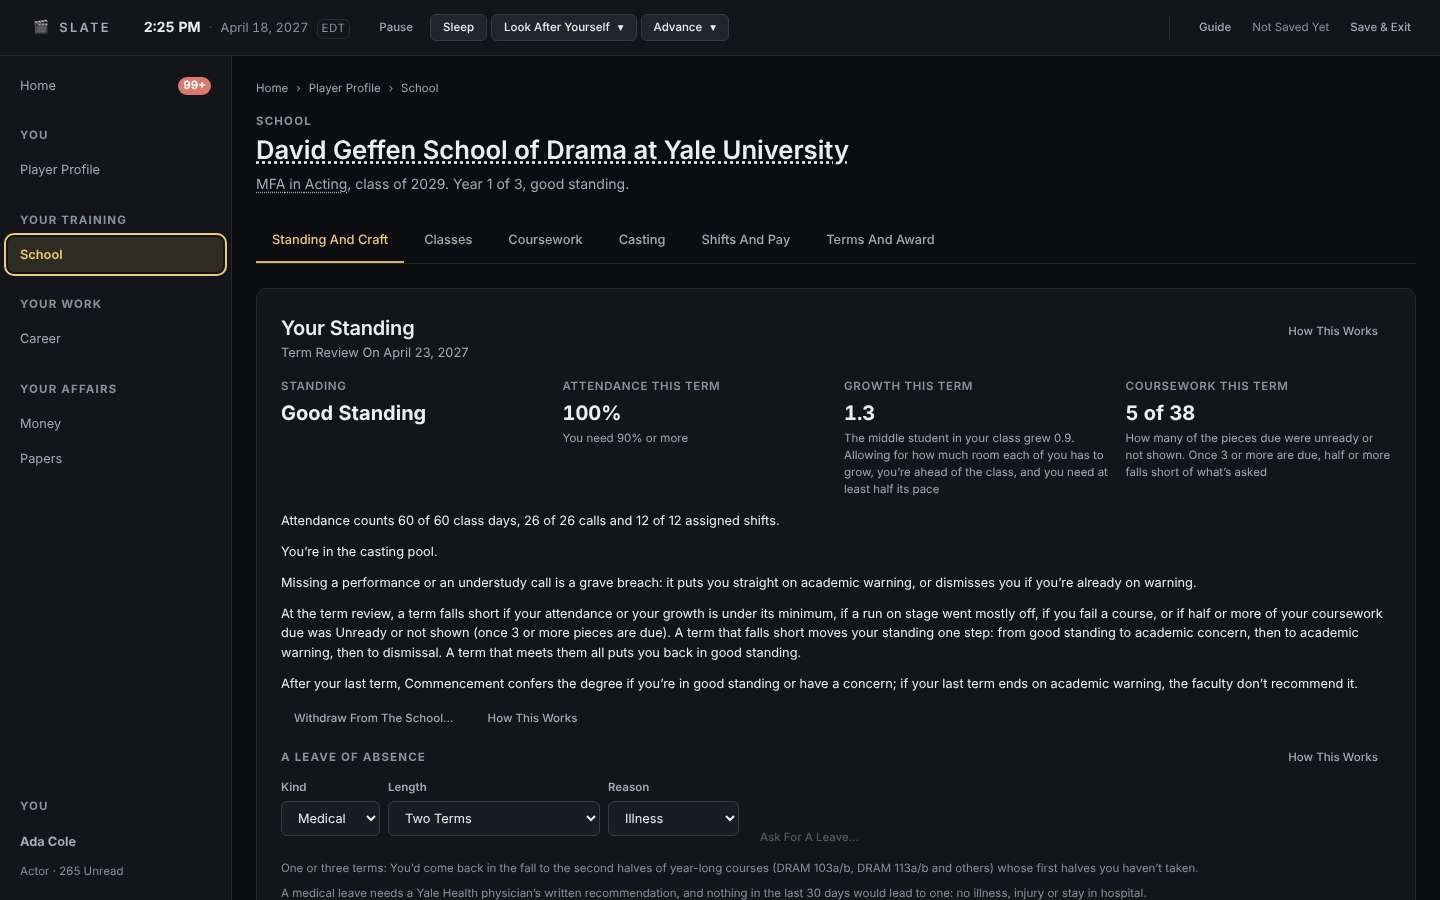 SLATE
2:25 PM · April 18, 2027 EDT
Pause
Sleep
Look After Yourself ▾
Advance ▾
Guide
Not Saved Yet
Save & Exit
Home
99+
YOU
Player Profile
YOUR TRAINING
School
YOUR WORK
Career
YOUR AFFAIRS
Money
Papers
YOU
Ada Cole
Actor · 265 Unread
Home › Player Profile › School
SCHOOL
David Geffen School of Drama at Yale University
MFA in Acting, class of 2029. Year 1 of 3, good standing.
Standing And Craft
Classes
Coursework
Casting
Shifts And Pay
Terms And Award
Your Standing
How This Works
Term Review On April 23, 2027
STANDING
Good Standing
ATTENDANCE THIS TERM
100%
You need 90% or more
GROWTH THIS TERM
1.3
The middle student in your class grew 0.9.
Allowing for how much room each of you has to
grow, you’re ahead of the class, and you need at
least half its pace
COURSEWORK THIS TERM
5 of 38
How many of the pieces due were unready or
not shown. Once 3 or more are due, half or more
falls short of what’s asked
Attendance counts 60 of 60 class days, 26 of 26 calls and 12 of 12 assigned shifts.
You’re in the casting pool.
Missing a performance or an understudy call is a grave breach: it puts you straight on academic warning, or dismisses you if you’re already on warning.
At the term review, a term falls short if your attendance or your growth is under its minimum, if a run on stage went mostly off, if you fail a course, or if half or more of your coursework
due was Unready or not shown (once 3 or more pieces are due). A term that falls short moves your standing one step: from good standing to academic concern, then to academic
warning, then to dismissal. A term that meets them all puts you back in good standing.
After your last term, Commencement confers the degree if you’re in good standing or have a concern; if your last term ends on academic warning, the faculty don’t recommend it.
Withdraw From The School…
How This Works
A LEAVE OF ABSENCE
How This Works
Kind
Length
Reason
Medical
Two Terms
Illness
Ask For A Leave…
One or three terms: You’d come back in the fall to the second halves of year-long courses (DRAM 103a/b, DRAM 113a/b and others) whose first halves you haven’t taken.
A medical leave needs a Yale Health physician’s written recommendation, and nothing in the last 30 days would lead to one: no illness, injury or stay in hospital.